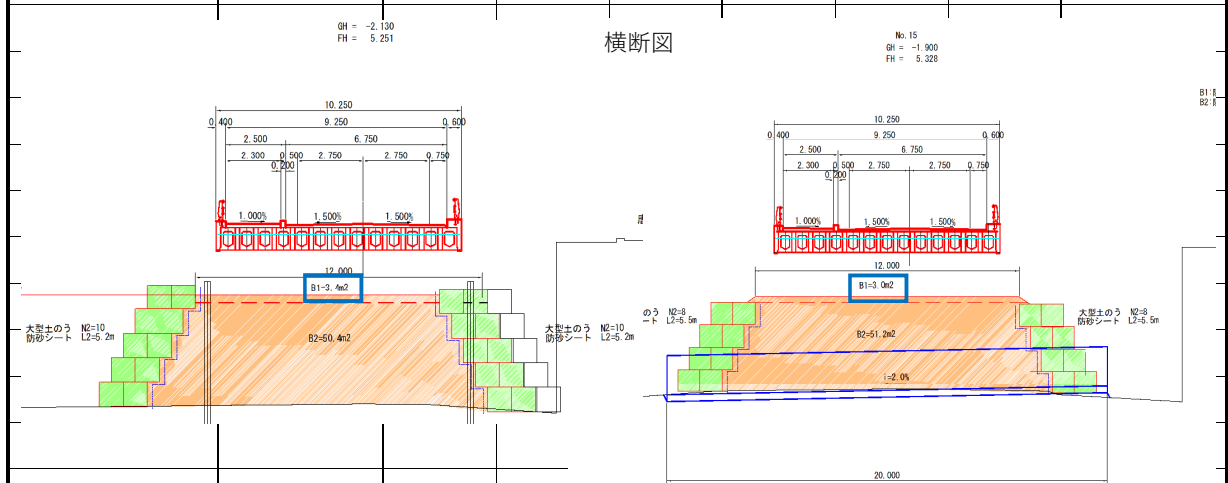 横断図
GH = -2.130
FH = 5.251
10.250
0.400
9.250
0.600
2.500
6.750
2.300
0.500
2.750
2.750
0.750
0.200
1.000%
1.500%
1.500%
12.000
B1=3.4m2
B2=50.4m2
大型土のう N2=10
防砂シート L2=5.2m
大型土のう N2=10
防砂シート L2=5.2m
No.15
GH = -1.900
FH = 5.328
10.250
0.400
9.250
0.600
2.500
6.750
2.300
0.500
2.750
2.750
0.750
0.200
1.000%
1.500%
1.500%
12.000
B1=3.0m2
B2=51.2m2
i=2.0%
のう N2=8
ート L2=5.5m
大型土のう N2=8
防砂シート L2=5.5m
20.000
B1:
B2: